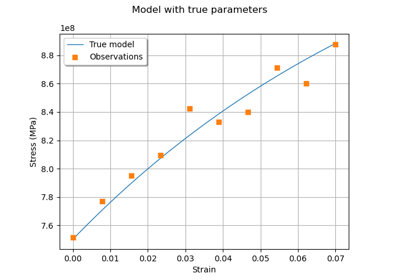 Model with true parameters
1e8
True model
Observations
8.8
8.6
8.4
8.2
8.0
7.8
7.6
Stress (MPa)
0.00 0.01 0.02 0.03 0.04 0.05 0.06 0.07
Strain